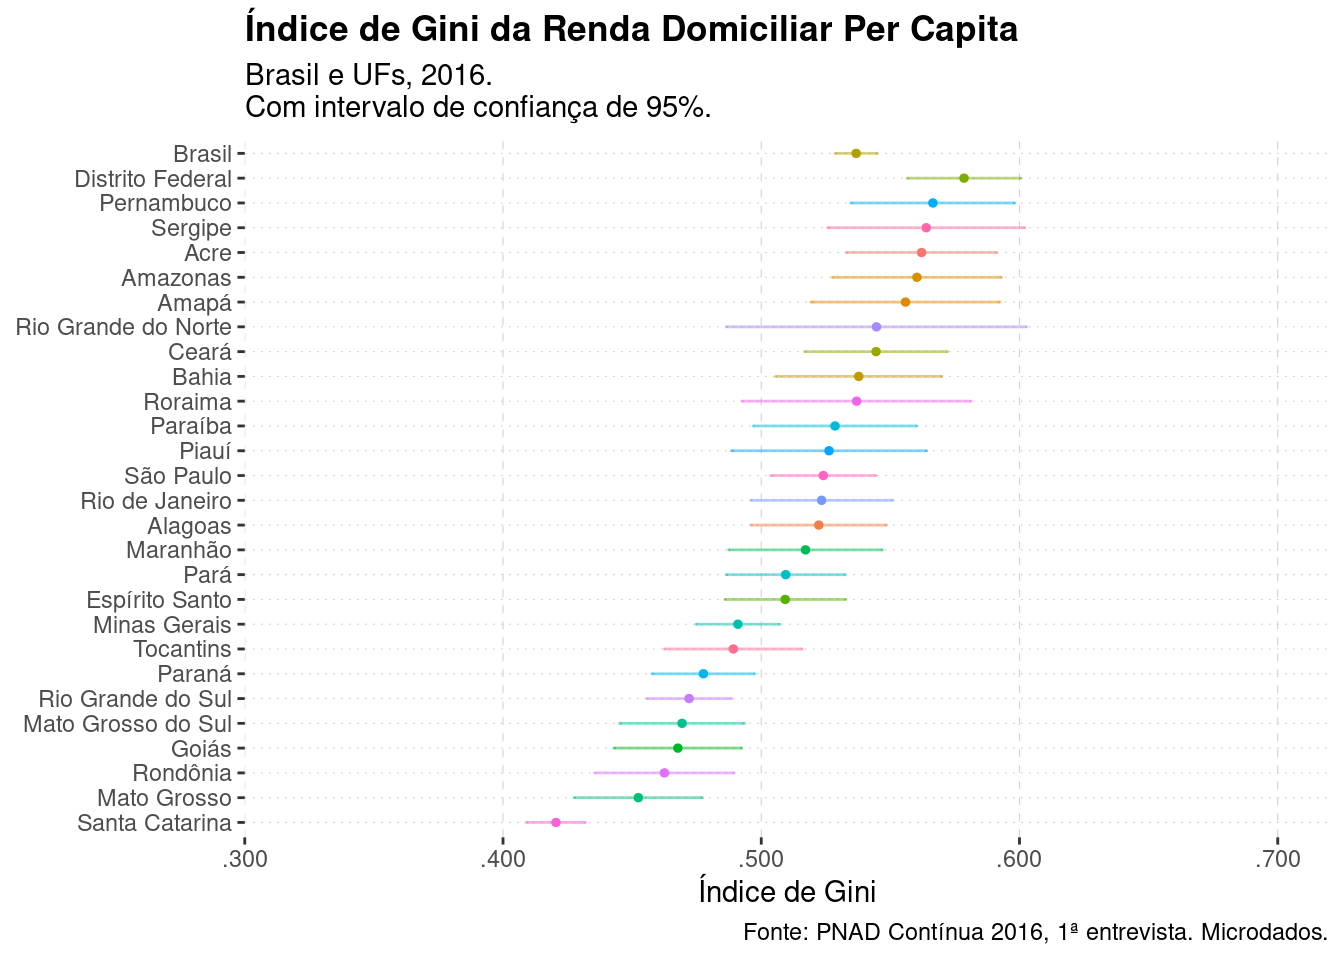 Índice de Gini da Renda Domiciliar Per Capita
Brasil e UFs, 2016.
Com intervalo de confiança de 95%.
Brasil
Distrito Federal
Pernambuco
Sergipe
Acre
Amazonas
Amapá
Rio Grande do Norte
Ceará
Bahia
Roraima
Paraíba
Piauí
São Paulo
Rio de Janeiro
Alagoas
Maranhão
Pará
Espírito Santo
Minas Gerais
Tocantins
Paraná
Rio Grande do Sul
Mato Grosso do Sul
Goiás
Rondônia
Mato Grosso
Santa Catarina
.300 .400 .500 .600 .700
Índice de Gini
Fonte: PNAD Contínua 2016, 1ª entrevista. Microdados.